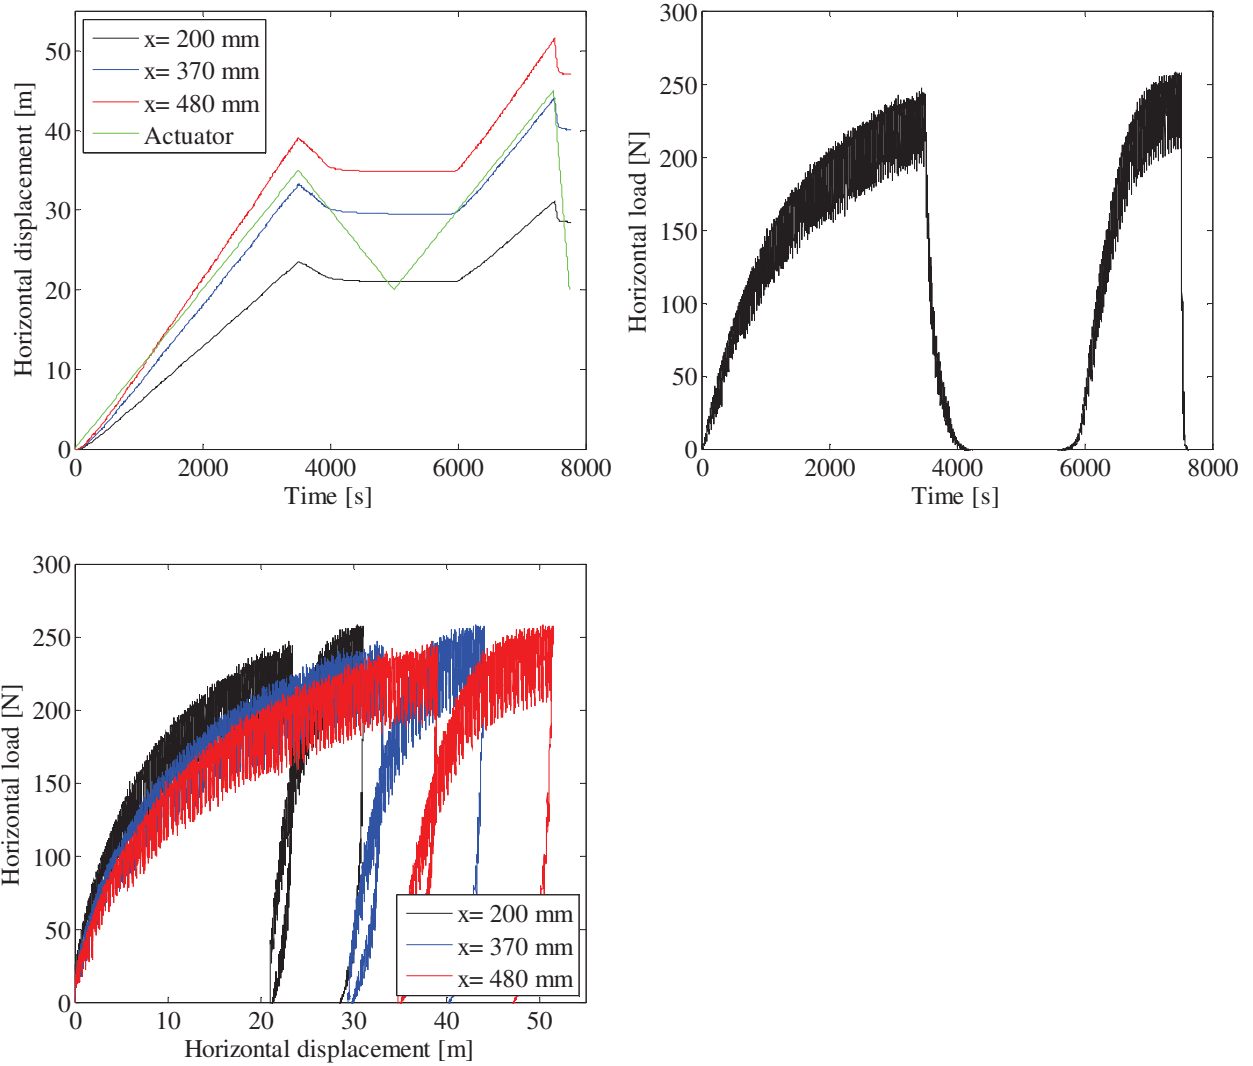 50
40
30
20
10
0
Horizontal displacement [m]
x= 200 mm
x= 370 mm
x= 480 mm
Actuator
0 2000 4000 6000 8000
Time [s]
300
250
200
150
100
50
0
Horizontal load [N]
0 2000 4000 6000 8000
Time [s]
300
250
200
150
100
50
0
Horizontal load [N]
x= 200 mm
x= 370 mm
x= 480 mm
0 10 20 30 40 50
Horizontal displacement [m]